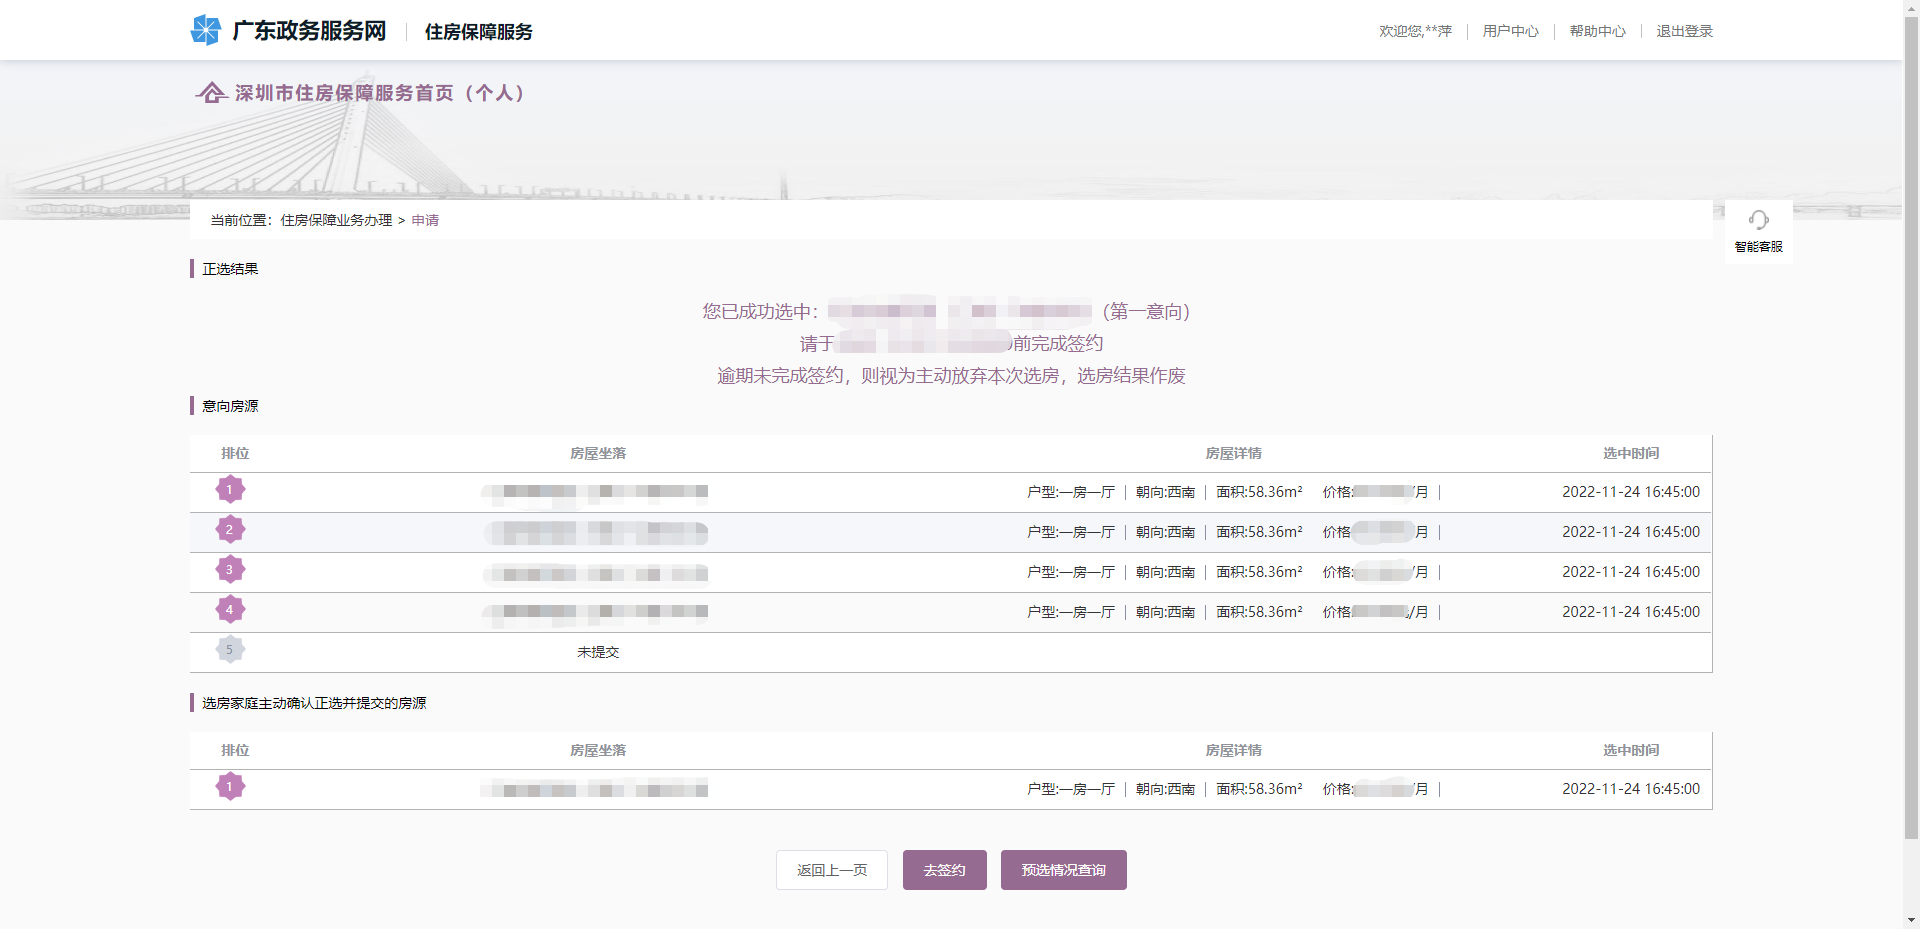 广东政务服务网 住房保障服务 欢迎您,**萍 用户中心 帮助中心 退出登录
深圳市住房保障服务首页（个人）
当前位置：住房保障业务办理 > 申请
智能客服
正选结果
您已成功选中： （第一意向）
请于 前完成签约
逾期未完成签约，则视为主动放弃本次选房，选房结果作废
意向房源
排位 房屋坐落 房屋详情 选中时间
1 户型:一房一厅 朝向:西南 面积:58.36m² 价格: /月 2022-11-24 16:45:00
2 户型:一房一厅 朝向:西南 面积:58.36m² 价格 月 2022-11-24 16:45:00
3 户型:一房一厅 朝向:西南 面积:58.36m² 价格: /月 2022-11-24 16:45:00
4 户型:一房一厅 朝向:西南 面积:58.36m² 价格: /月 2022-11-24 16:45:00
5 未提交
选房家庭主动确认正选并提交的房源
排位 房屋坐落 房屋详情 选中时间
1 户型:一房一厅 朝向:西南 面积:58.36m² 价格: /月 2022-11-24 16:45:00
返回上一页 去签约 预选情况查询